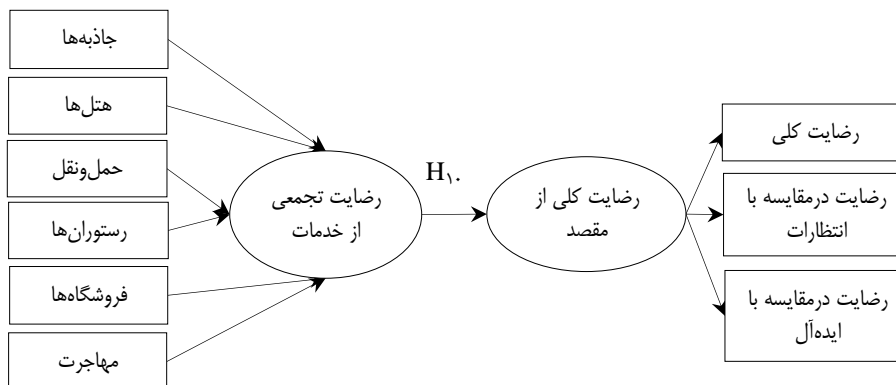 جاذبه‌ها
هتل‌ها
حمل‌ونقل
رستوران‌ها
فروشگاه‌ها
مهاجرت
رضایت تجمعی
از خدمات
H۱.
رضایت کلی از
مقصد
رضایت کلی
رضایت درمقایسه با
انتظارات
رضایت درمقایسه با
ایده‌آل